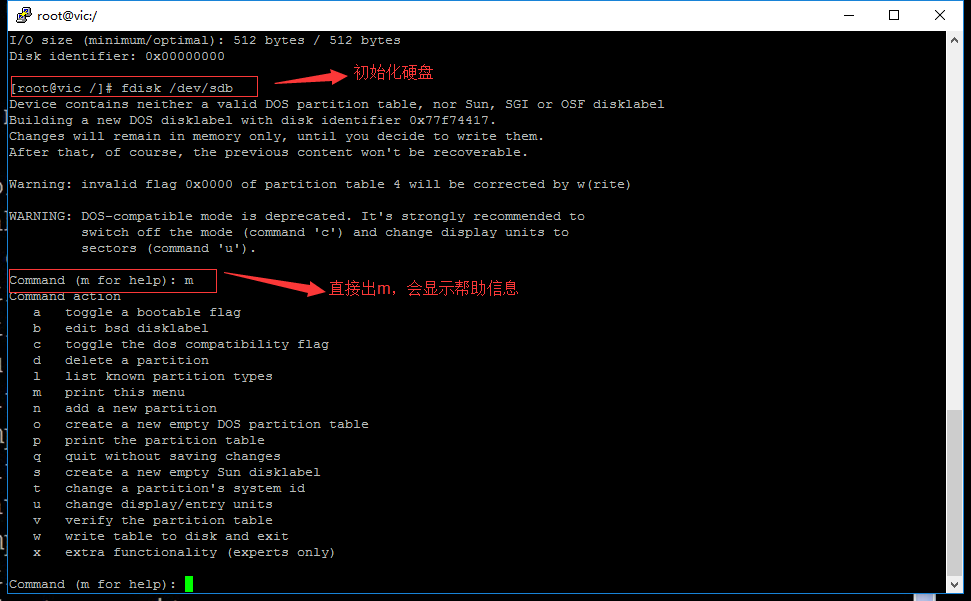 root@vic:/
I/O size (minimum/optimal): 512 bytes / 512 bytes
Disk identifier: 0x00000000
[root@vic /]# fdisk /dev/sdb
初始化硬盘
Device contains neither a valid DOS partition table, nor Sun, SGI or OSF disklabel
Building a new DOS disklabel with disk identifier 0x77f74417.
Changes will remain in memory only, until you decide to write them.
After that, of course, the previous content won't be recoverable.
Warning: invalid flag 0x0000 of partition table 4 will be corrected by w(rite)
WARNING: DOS-compatible mode is deprecated. It's strongly recommended to
switch off the mode (command 'c') and change display units to
sectors (command 'u').
Command (m for help): m
直接出m，会显示帮助信息
Command action
a   toggle a bootable flag
b   edit bsd disklabel
c   toggle the dos compatibility flag
d   delete a partition
l   list known partition types
m   print this menu
n   add a new partition
o   create a new empty DOS partition table
p   print the partition table
q   quit without saving changes
s   create a new empty Sun disklabel
t   change a partition's system id
u   change display/entry units
v   verify the partition table
w   write table to disk and exit
x   extra functionality (experts only)
Command (m for help):